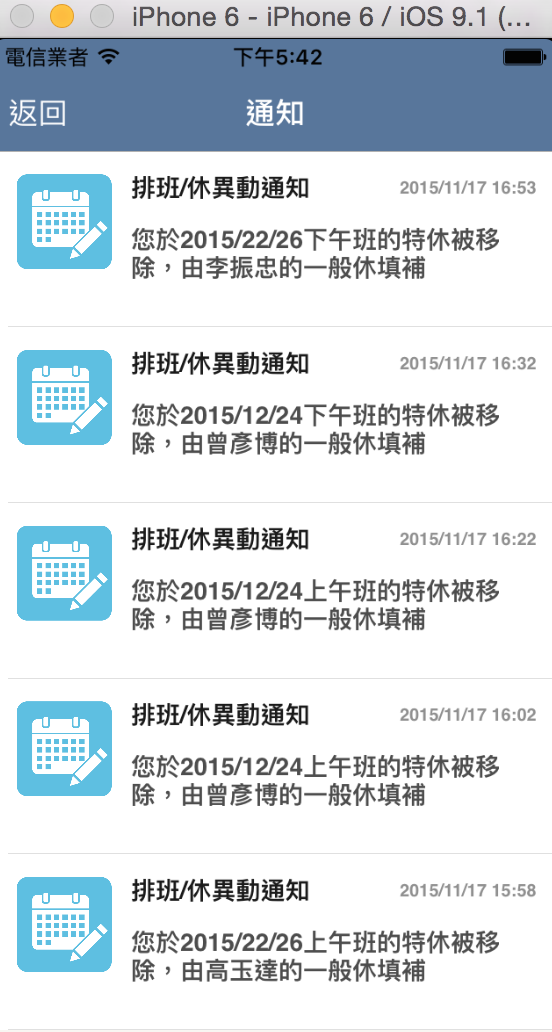 iPhone 6 - iPhone 6 / iOS 9.1 (...
電信業者 下午5:42
返回 通知
排班/休異動通知 2015/11/17 16:53
您於2015/22/26下午班的特休被移
除，由李振忠的一般休填補
排班/休異動通知 2015/11/17 16:32
您於2015/12/24下午班的特休被移
除，由曾彥博的一般休填補
排班/休異動通知 2015/11/17 16:22
您於2015/12/24上午班的特休被移
除，由曾彥博的一般休填補
排班/休異動通知 2015/11/17 16:02
您於2015/12/24上午班的特休被移
除，由曾彥博的一般休填補
排班/休異動通知 2015/11/17 15:58
您於2015/22/26上午班的特休被移
除，由高玉達的一般休填補